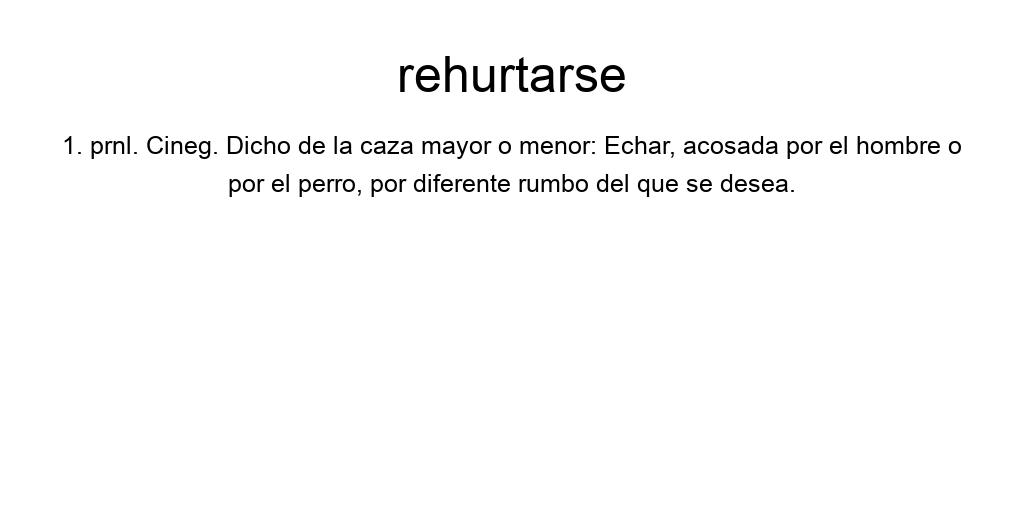 rehurtarse
1. prnl. Cineg. Dicho de la caza mayor o menor: Echar, acosada por el hombre o
por el perro, por diferente rumbo del que se desea.